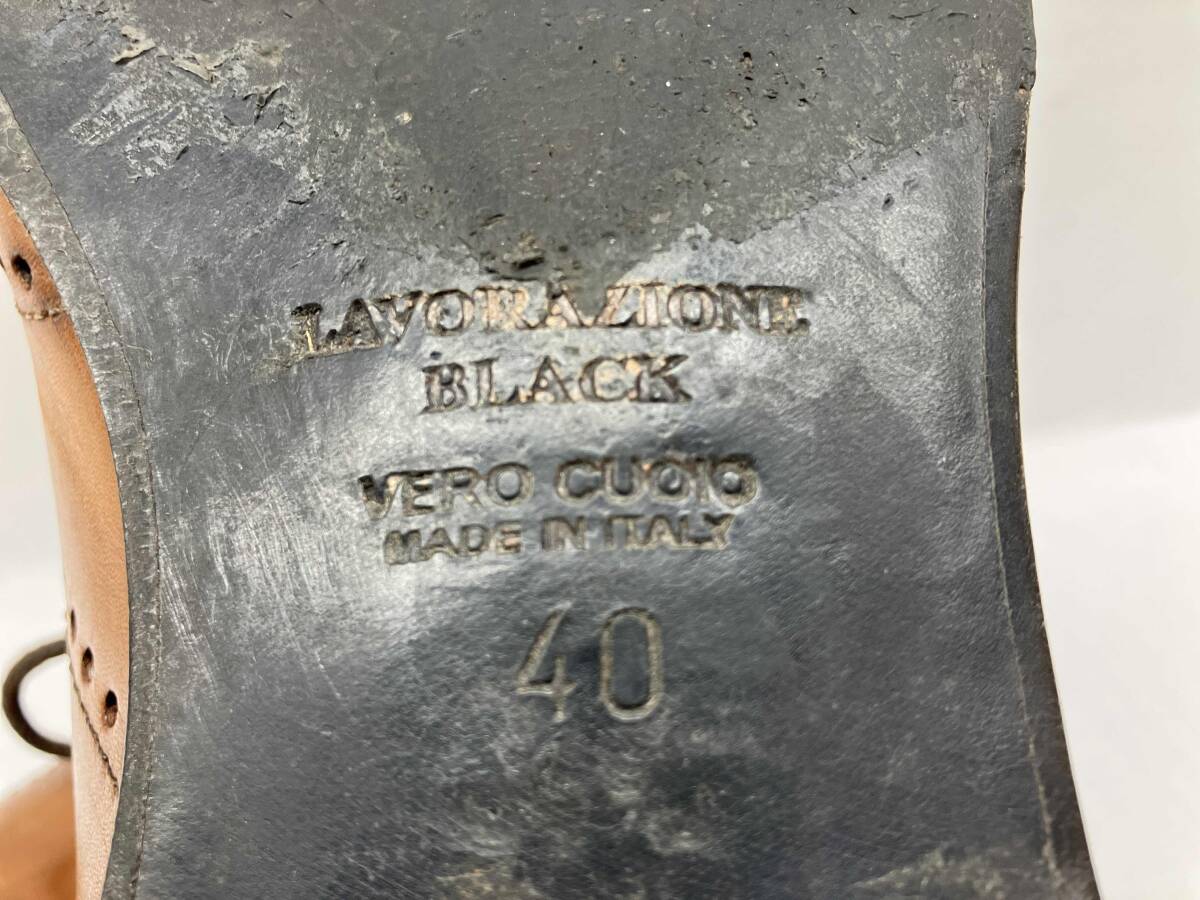 LAVORAZIONE
BLACK
VERO CUOIO
MADE IN ITALY
40